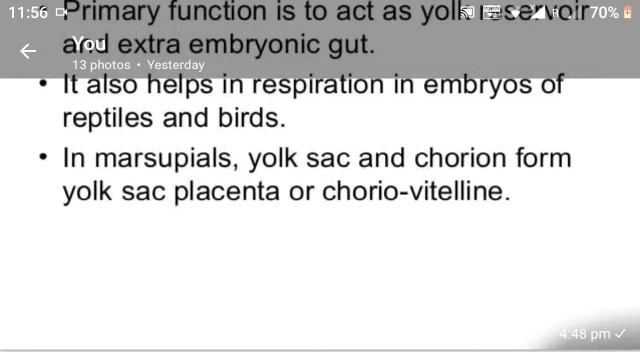 11:56 70%
• Primary function is to act as yolk reservoir
You
and extra embryonic gut.
13 photos • Yesterday
• It also helps in respiration in embryos of
reptiles and birds.
• In marsupials, yolk sac and chorion form
yolk sac placenta or chorio-vitelline.
4:48 pm